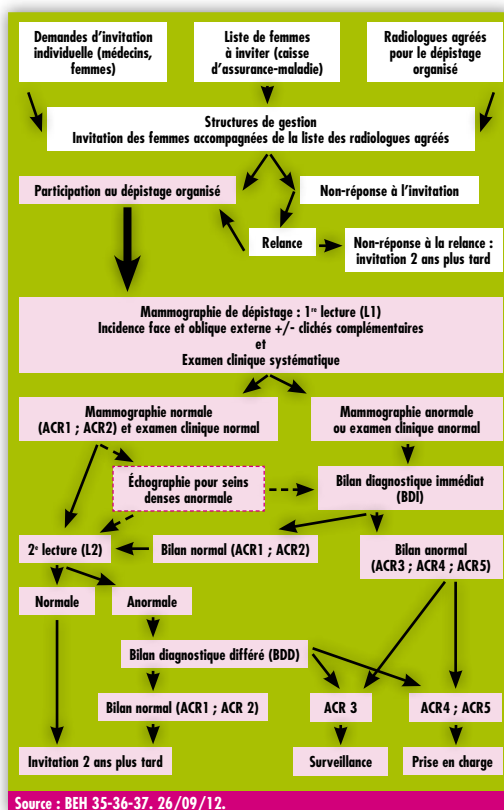 Demandes d'invitation
individuelle (médecins,
femmes)
Liste de femmes
à inviter (caisse
d'assurance-maladie)
Radiologues agréés
pour le dépistage
organisé
Structures de gestion
Invitation des femmes accompagnées de la liste des radiologues agréés
Participation au dépistage organisé
Non-réponse à l'invitation
Relance
Non-réponse à la relance :
invitation 2 ans plus tard
Mammographie de dépistage : 1re lecture (L1)
Incidence face et oblique externe +/- clichés complémentaires
et
Examen clinique systématique
Mammographie normale
(ACR1 ; ACR2) et examen clinique normal
Mammographie anormale
ou examen clinique anormal
Échographie pour seins
denses anormale
Bilan diagnostique immédiat
(BDI)
2e lecture (L2)
Bilan normal (ACR1 ; ACR2)
Bilan anormal
(ACR3 ; ACR4 ; ACR5)
Normale
Anormale
Bilan diagnostique différé (BDD)
Bilan normal (ACR1 ; ACR 2)
ACR 3
ACR4 ; ACR5
Invitation 2 ans plus tard
Surveillance
Prise en charge
Source : BEH 35-36-37. 26/09/12.